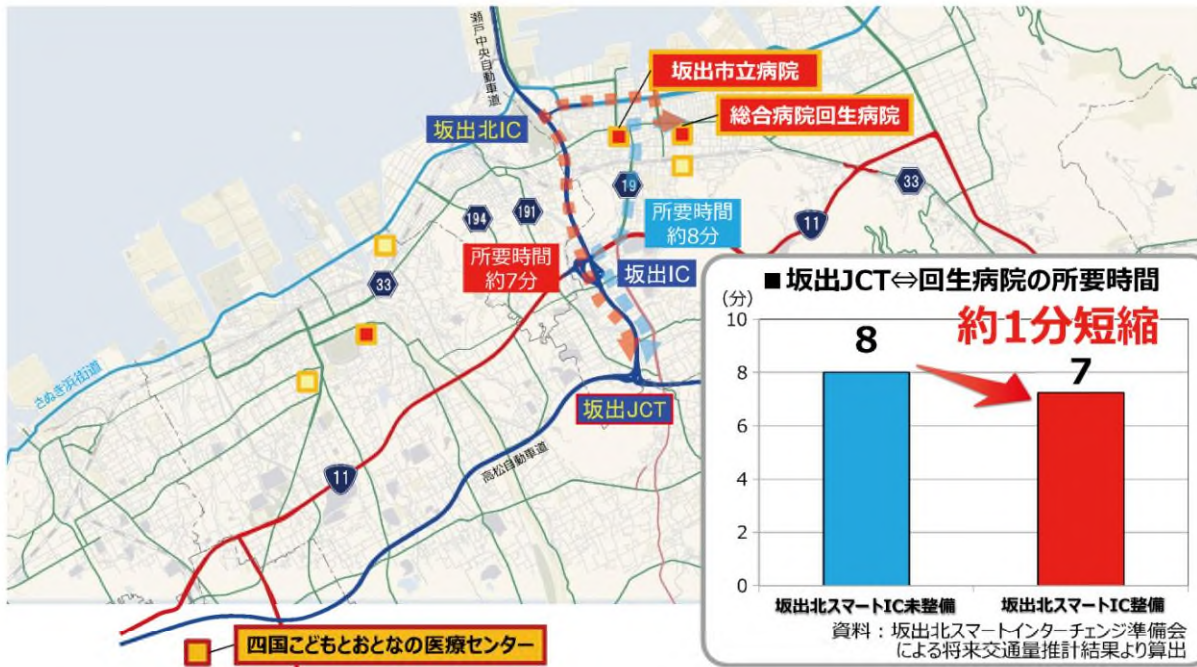 瀬戸中央自動車道
坂出市立病院
総合病院回生病院
坂出北IC
19
33
194
191
所要時間
約8分
11
所要時間
約7分
坂出IC
33
さぬき浜街道
坂出JCT
高松自動車道
11
四国こどもとおとなの医療センター
■坂出JCT⇔回生病院の所要時間
(分)
約1分短縮
10
8
6
4
2
0
8
7
坂出北スマートIC未整備
坂出北スマートIC整備
資料：坂出北スマートインターチェンジ準備会
による将来交通量推計結果より算出